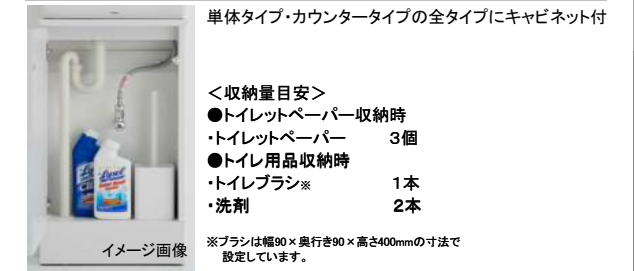 単体タイプ・カウンタータイプの全タイプにキャビネット付
<収納量目安>
●トイレットペーパー収納時
・トイレットペーパー 3個
●トイレ用品収納時
・トイレブラシ※ 1本
・洗剤 2本
※ブラシは幅90×奥行き90×高さ400mmの寸法で
設定しています。
Lysol
Lysol
イメージ画像